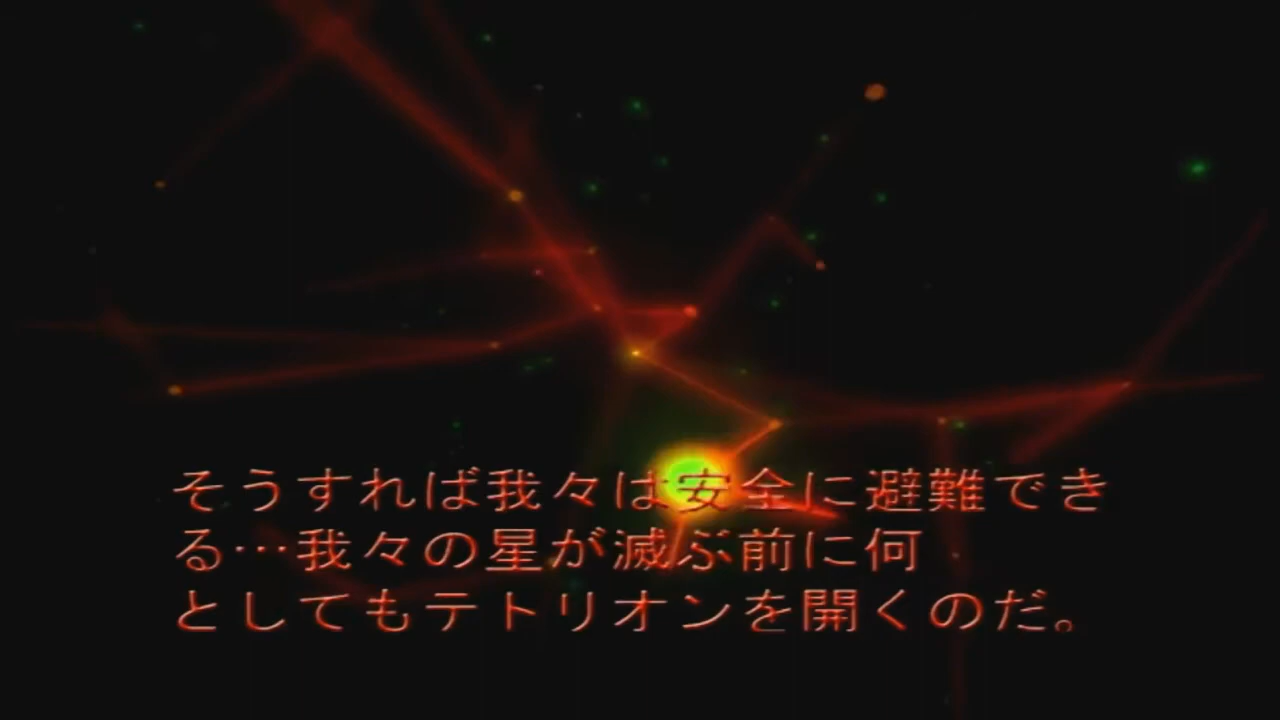 そうすれば我々は安全に避難でき
る…我々の星が滅ぶ前に何
としてもテトリオンを開くのだ。